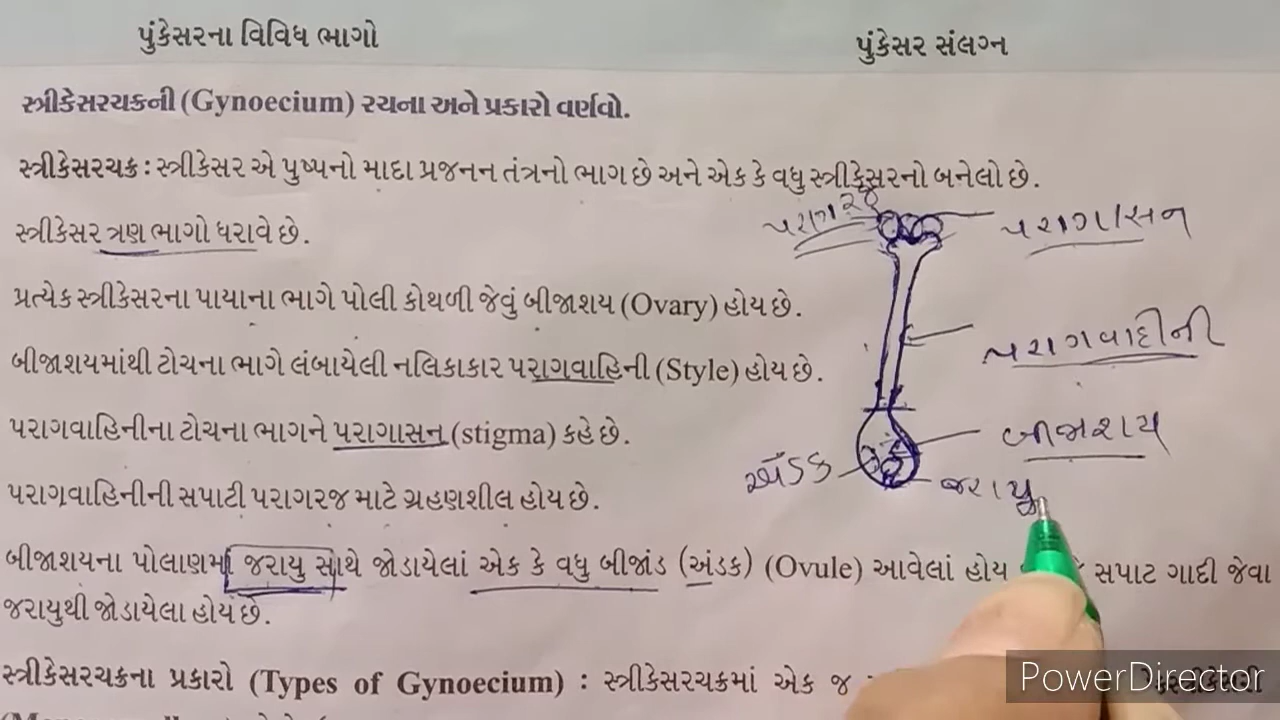 પુંકેસરના વિવિધ ભાગો
પુંકેસર સંલગ્ન
સ્ત્રીકેસરચક્રની (Gynoecium) રચના અને પ્રકારો વર્ણવો.
સ્ત્રીકેસરચક્ર : સ્ત્રીકેસર એ પુષ્પનો માદા પ્રજનન તંત્રનો ભાગ છે અને એક કે વધુ સ્ત્રીકેસરનો બનેલો છે.
પરાગરજ
પરાગાસન
સ્ત્રીકેસર ત્રણ ભાગો ધરાવે છે.
પ્રત્યેક સ્ત્રીકેસરના પાયાના ભાગે પોલી કોથળી જેવું બીજાશય (Ovary) હોય છે.
પરાગવાહીની
બીજાશયમાંથી ટોચના ભાગે લંબાયેલી નલિકાકાર પરાગવાહિની (Style) હોય છે.
પરાગવાહિનીના ટોચના ભાગને પરાગાસન (stigma) કહે છે.
બીજાશય
અંડક
જરાયુ
પરાગવાહિનીની સપાટી પરાગરજ માટે ગ્રહણશીલ હોય છે.
બીજાશયના પોલાણમાં જરાયુ સાથે જોડાયેલાં એક કે વધુ બીજાંડ (અંડક) (Ovule) આવેલાં હોય સપાટ ગાદી જેવા
જરાયુથી જોડાયેલા હોય છે.
સ્ત્રીકેસરચક્રના પ્રકારો (Types of Gynoecium) : સ્ત્રીકેસરચક્રમાં એક જ
PowerDirector